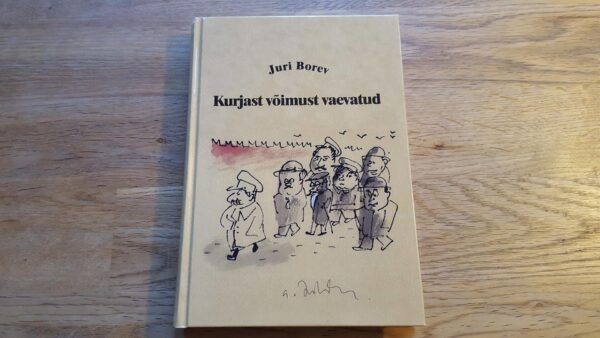 Juri Borev
Kurjast võimust vaevatud